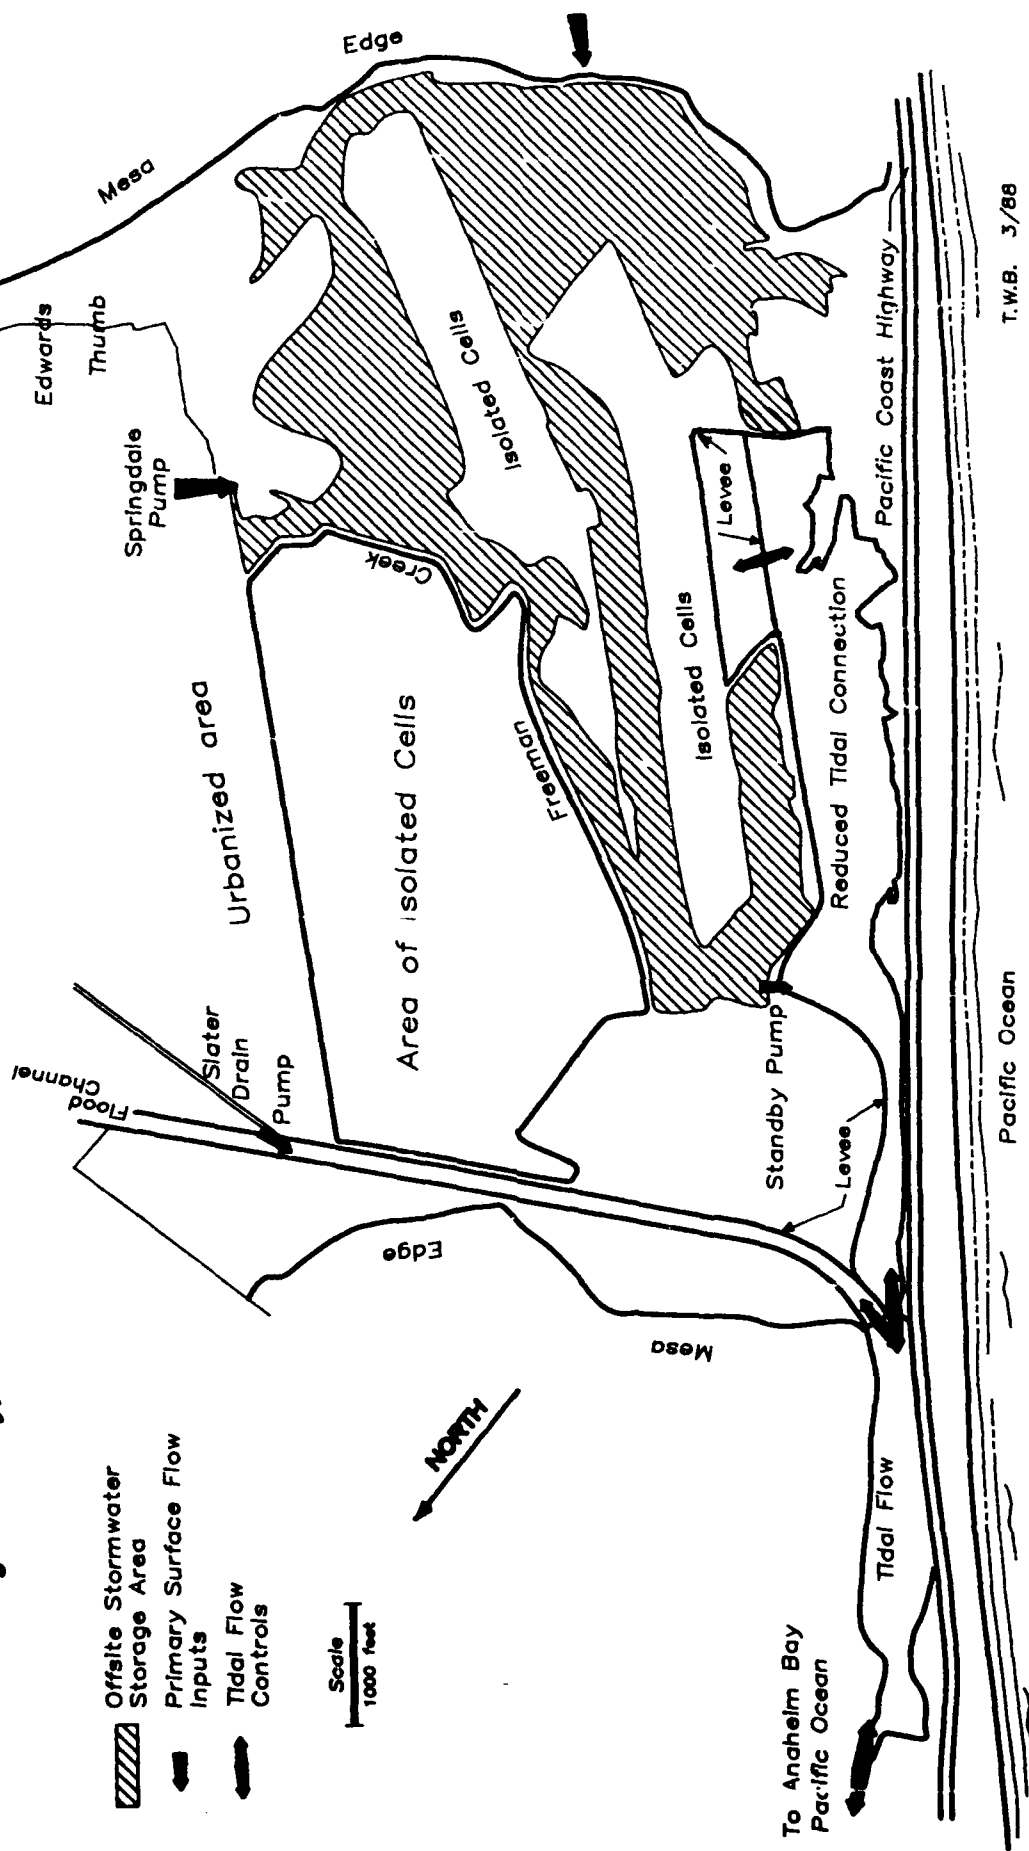 Edge
Mesa
Edwards
Thumb
Springdale
Pump
Creek
Isolated Cells
Levee
Pacific Coast Highway
T.W.B. 3/88
Urbanized area
Area of Isolated Cells
Freeman
Isolated Cells
Reduced Tidal Connection
Slater
Drain
Pump
Flood
Channel
Standby Pump
Levee
Pacific Ocean
Edge
Mesa
NORTH
Tidal Flow
Offsite Stormwater
Storage Area
Primary Surface Flow
Inputs
Tidal Flow
Controls
Scale
1000 feet
To Anaheim Bay
Pacific Ocean